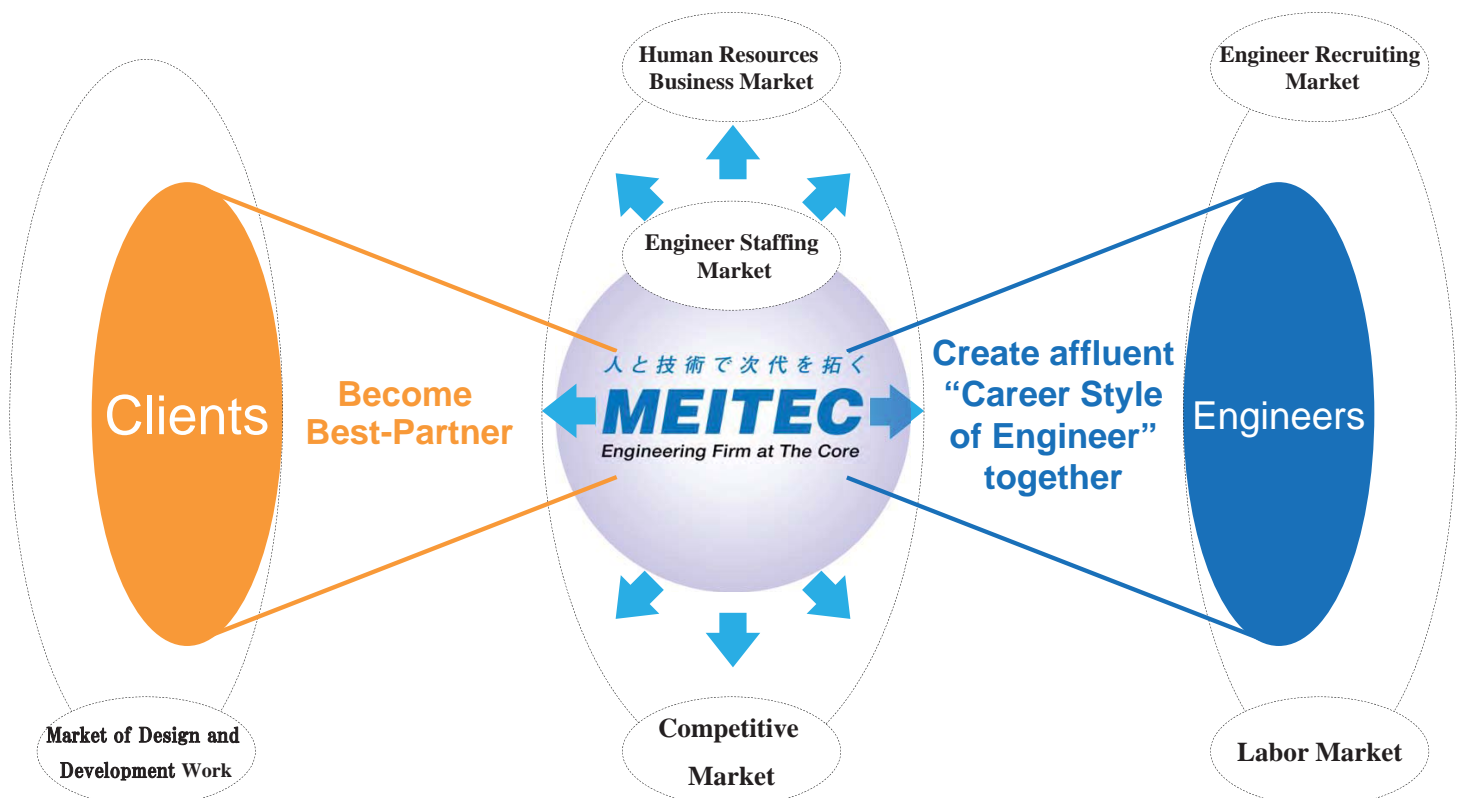 Human Resources
Business Market
Engineer Recruiting
Market
Engineer Staffing
Market
Clients
Become
Best-Partner
人と技術で次代を拓く
MEITEC
Engineering Firm at The Core
Create affluent
“Career Style
of Engineer”
together
Engineers
Market of Design and
Development Work
Competitive
Market
Labor Market